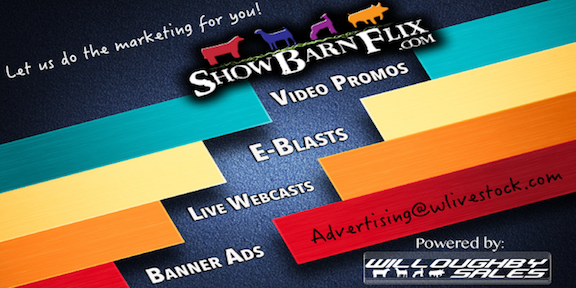 Let us do the marketing for you!
SHOWBARNFLIX
.COM
VIDEO PROMOS
E-BLASTS
LIVE WEBCASTS
BANNER ADS
Advertising@wlivestock.com
Powered by:
WILLOUGHBY
SALES